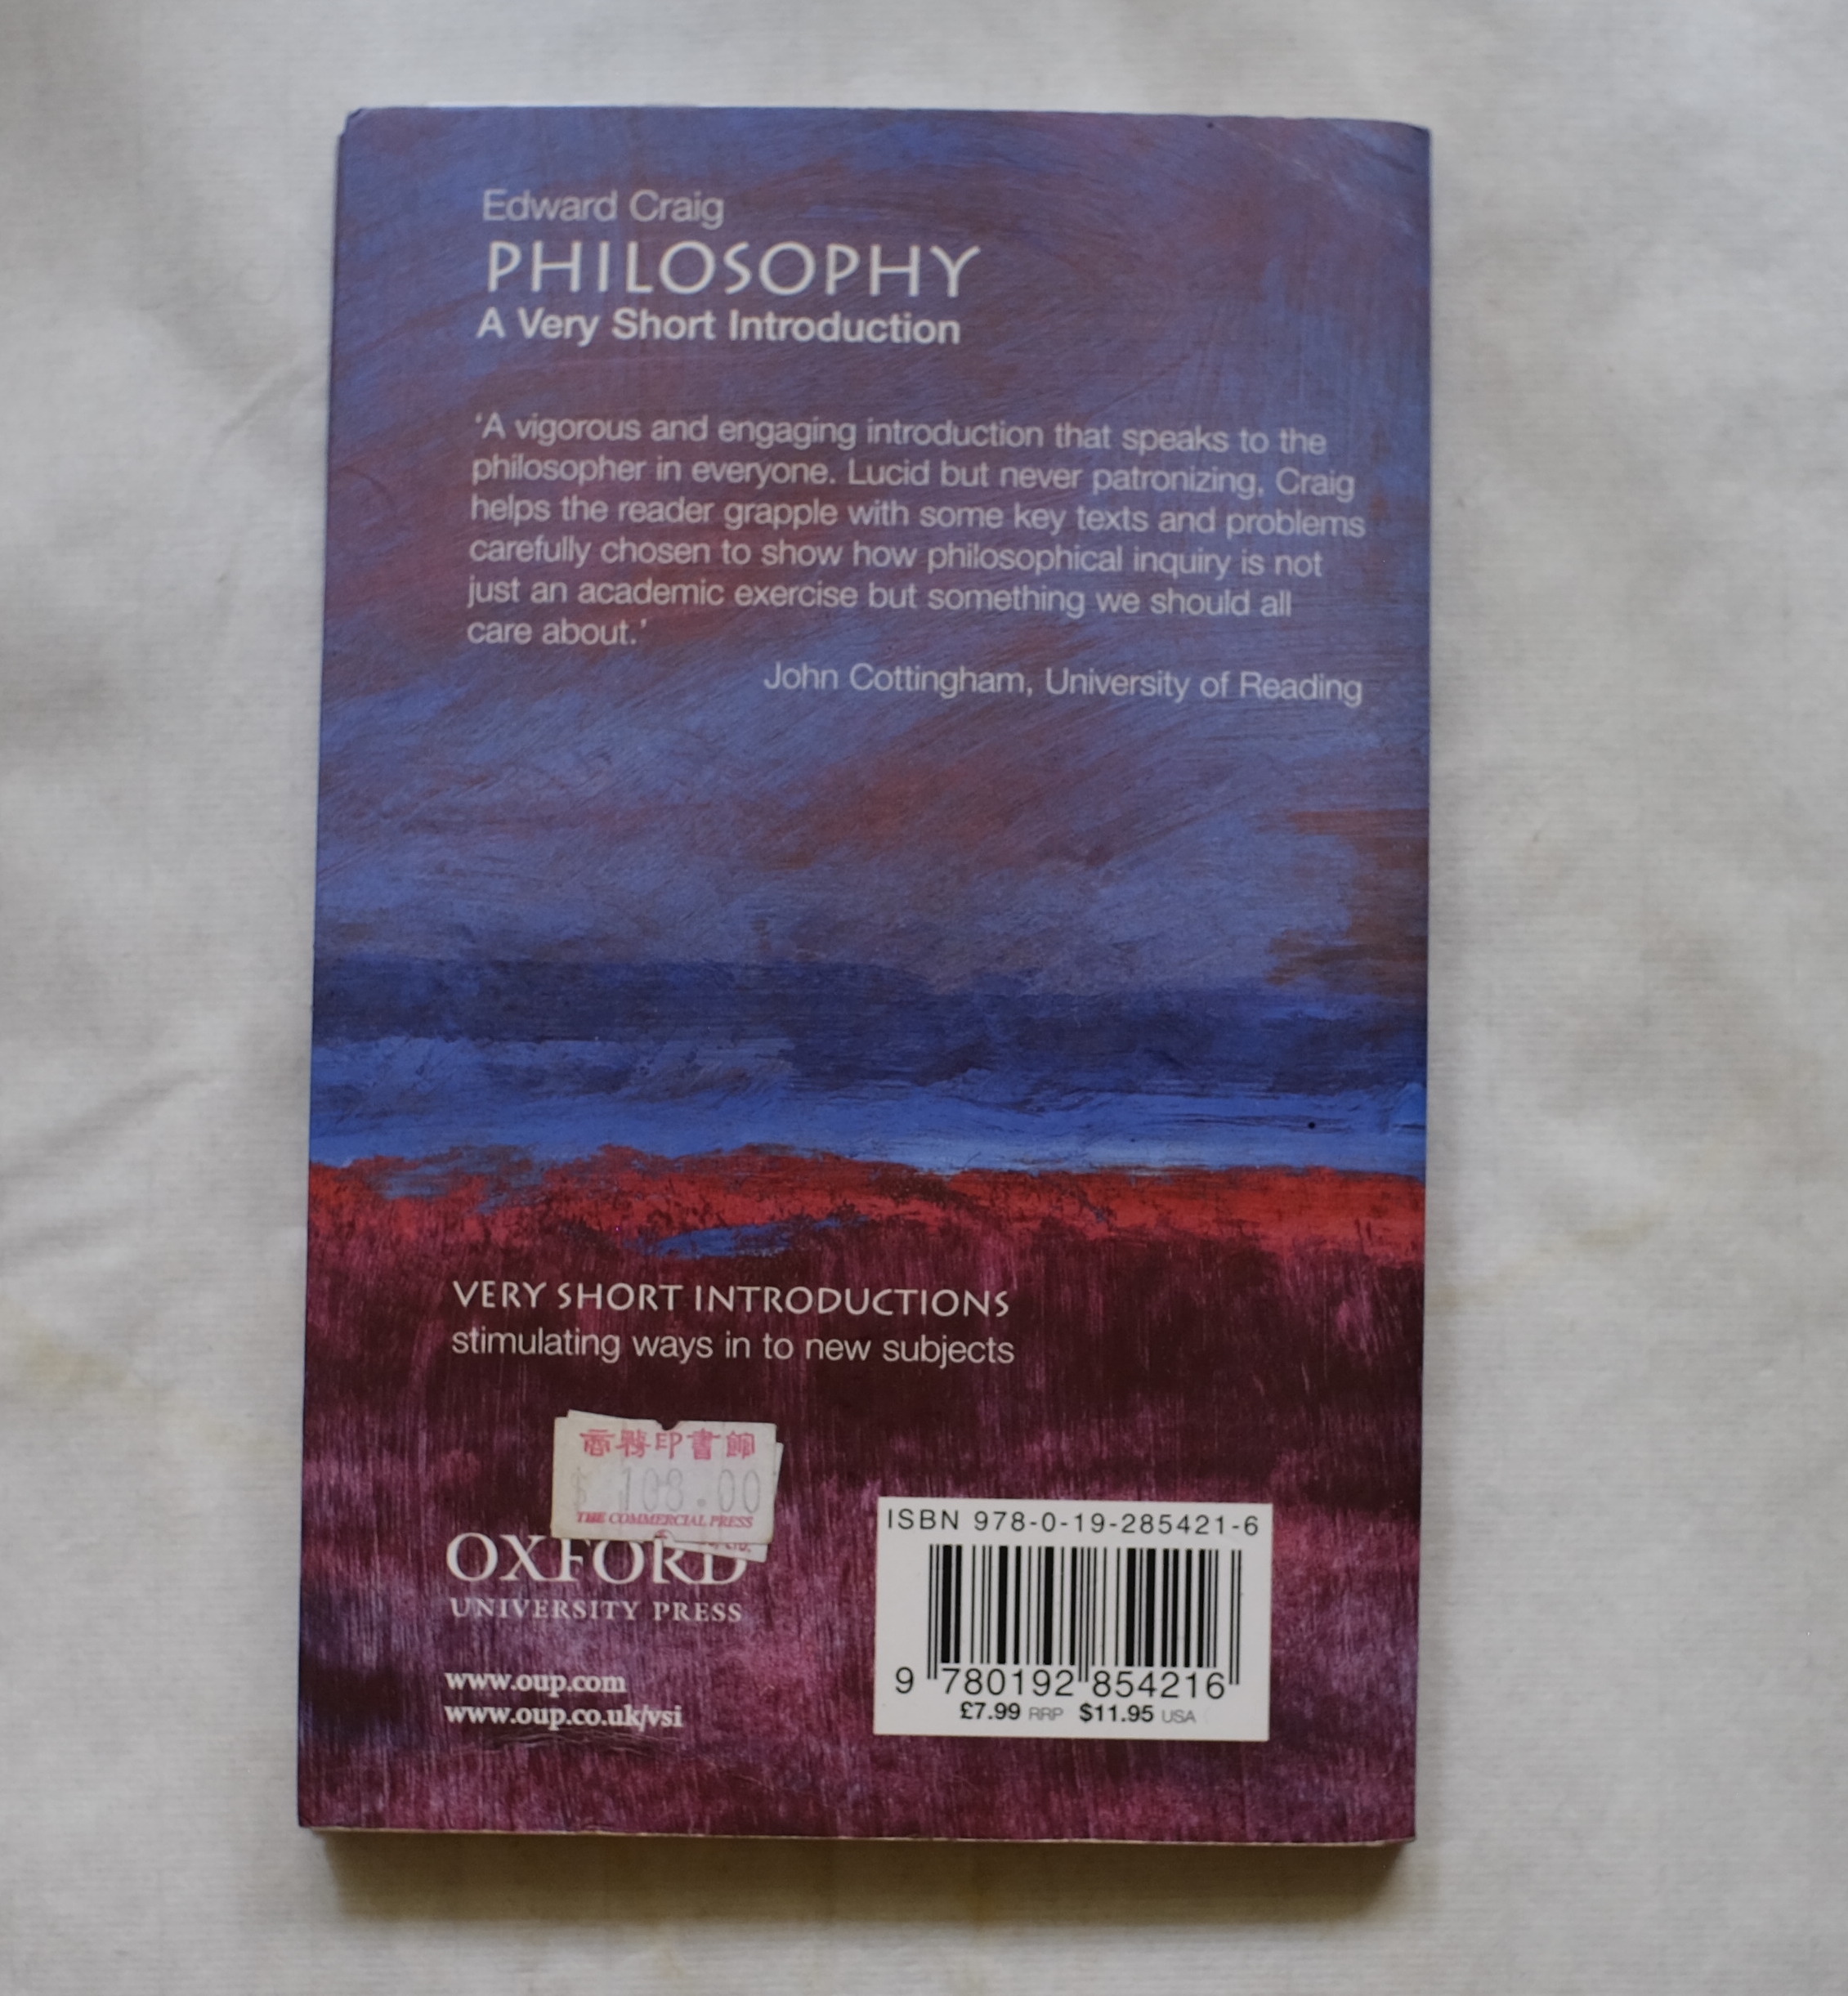 Edward Craig
PHILOSOPHY
A Very Short Introduction
‘A vigorous and engaging introduction that speaks to the
philosopher in everyone. Lucid but never patronizing, Craig
helps the reader grapple with some key texts and problems
carefully chosen to show how philosophical inquiry is not
just an academic exercise but something we should all
care about.’
John Cottingham, University of Reading
VERY SHORT INTRODUCTIONS
stimulating ways in to new subjects
商務印書館
$ 108.00
THE COMMERCIAL PRESS
LTD.
OXFORD
UNIVERSITY PRESS
www.oup.com
www.oup.co.uk/vsi
ISBN 978-0-19-285421-6
9 780192 854216
£7.99 RRP $11.95 USA